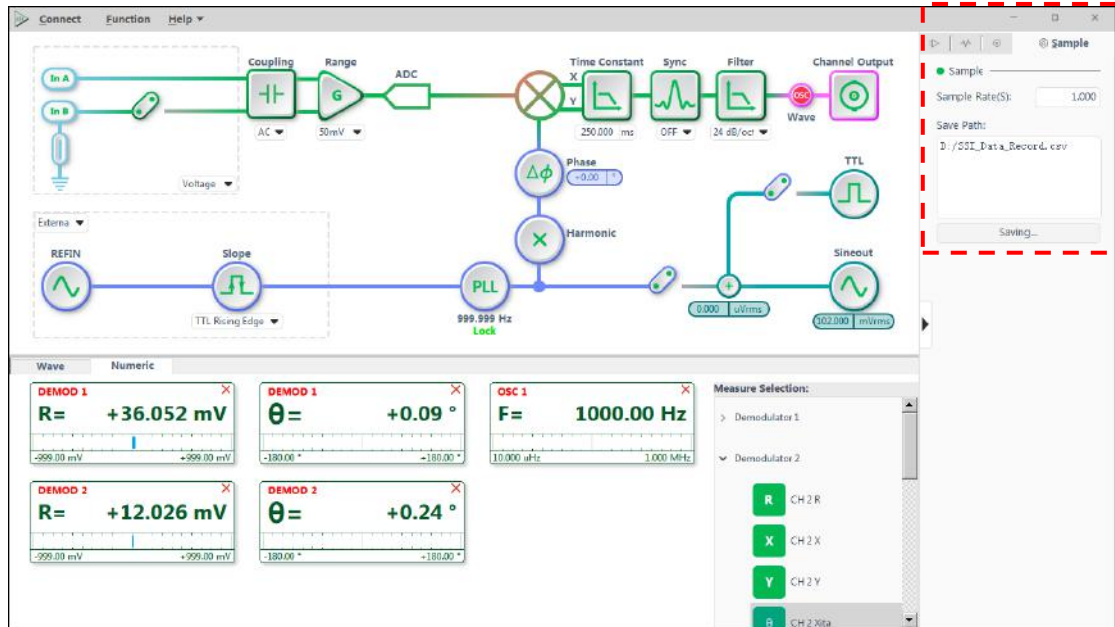 Connect Function Help
Sample
Sample
Sample Rate(S): 1.000
Save Path:
D:/SSI_Data_Record.csv
Saving...
In A
In B
Voltage
Coupling
AC
Range
G
50mV
ADC
X
Y
Time Constant
250.000 ms
Sync
OFF
Filter
24 dB/oct
OSC
Wave
Channel Output
Δϕ
Phase
+0.00 °
Harmonic
TTL
Externa
REFIN
Slope
TTL Rising Edge
PLL
999.999 Hz
Lock
0.000 uVrms
Sineout
102.000 mVrms
Wave Numeric
DEMOD 1
R= +36.052 mV
-999.00 mV +999.00 mV
DEMOD 1
θ= +0.09 °
-180.00 ° +180.00 °
OSC 1
F= 1000.00 Hz
10.000 uHz 1.000 MHz
DEMOD 2
R= +12.026 mV
-999.00 mV +999.00 mV
DEMOD 2
θ= +0.24 °
-180.00 ° +180.00 °
Measure Selection:
Demodulator 1
Demodulator 2
R CH 2 R
X CH 2 X
Y CH 2 Y
θ CH 2 Xita